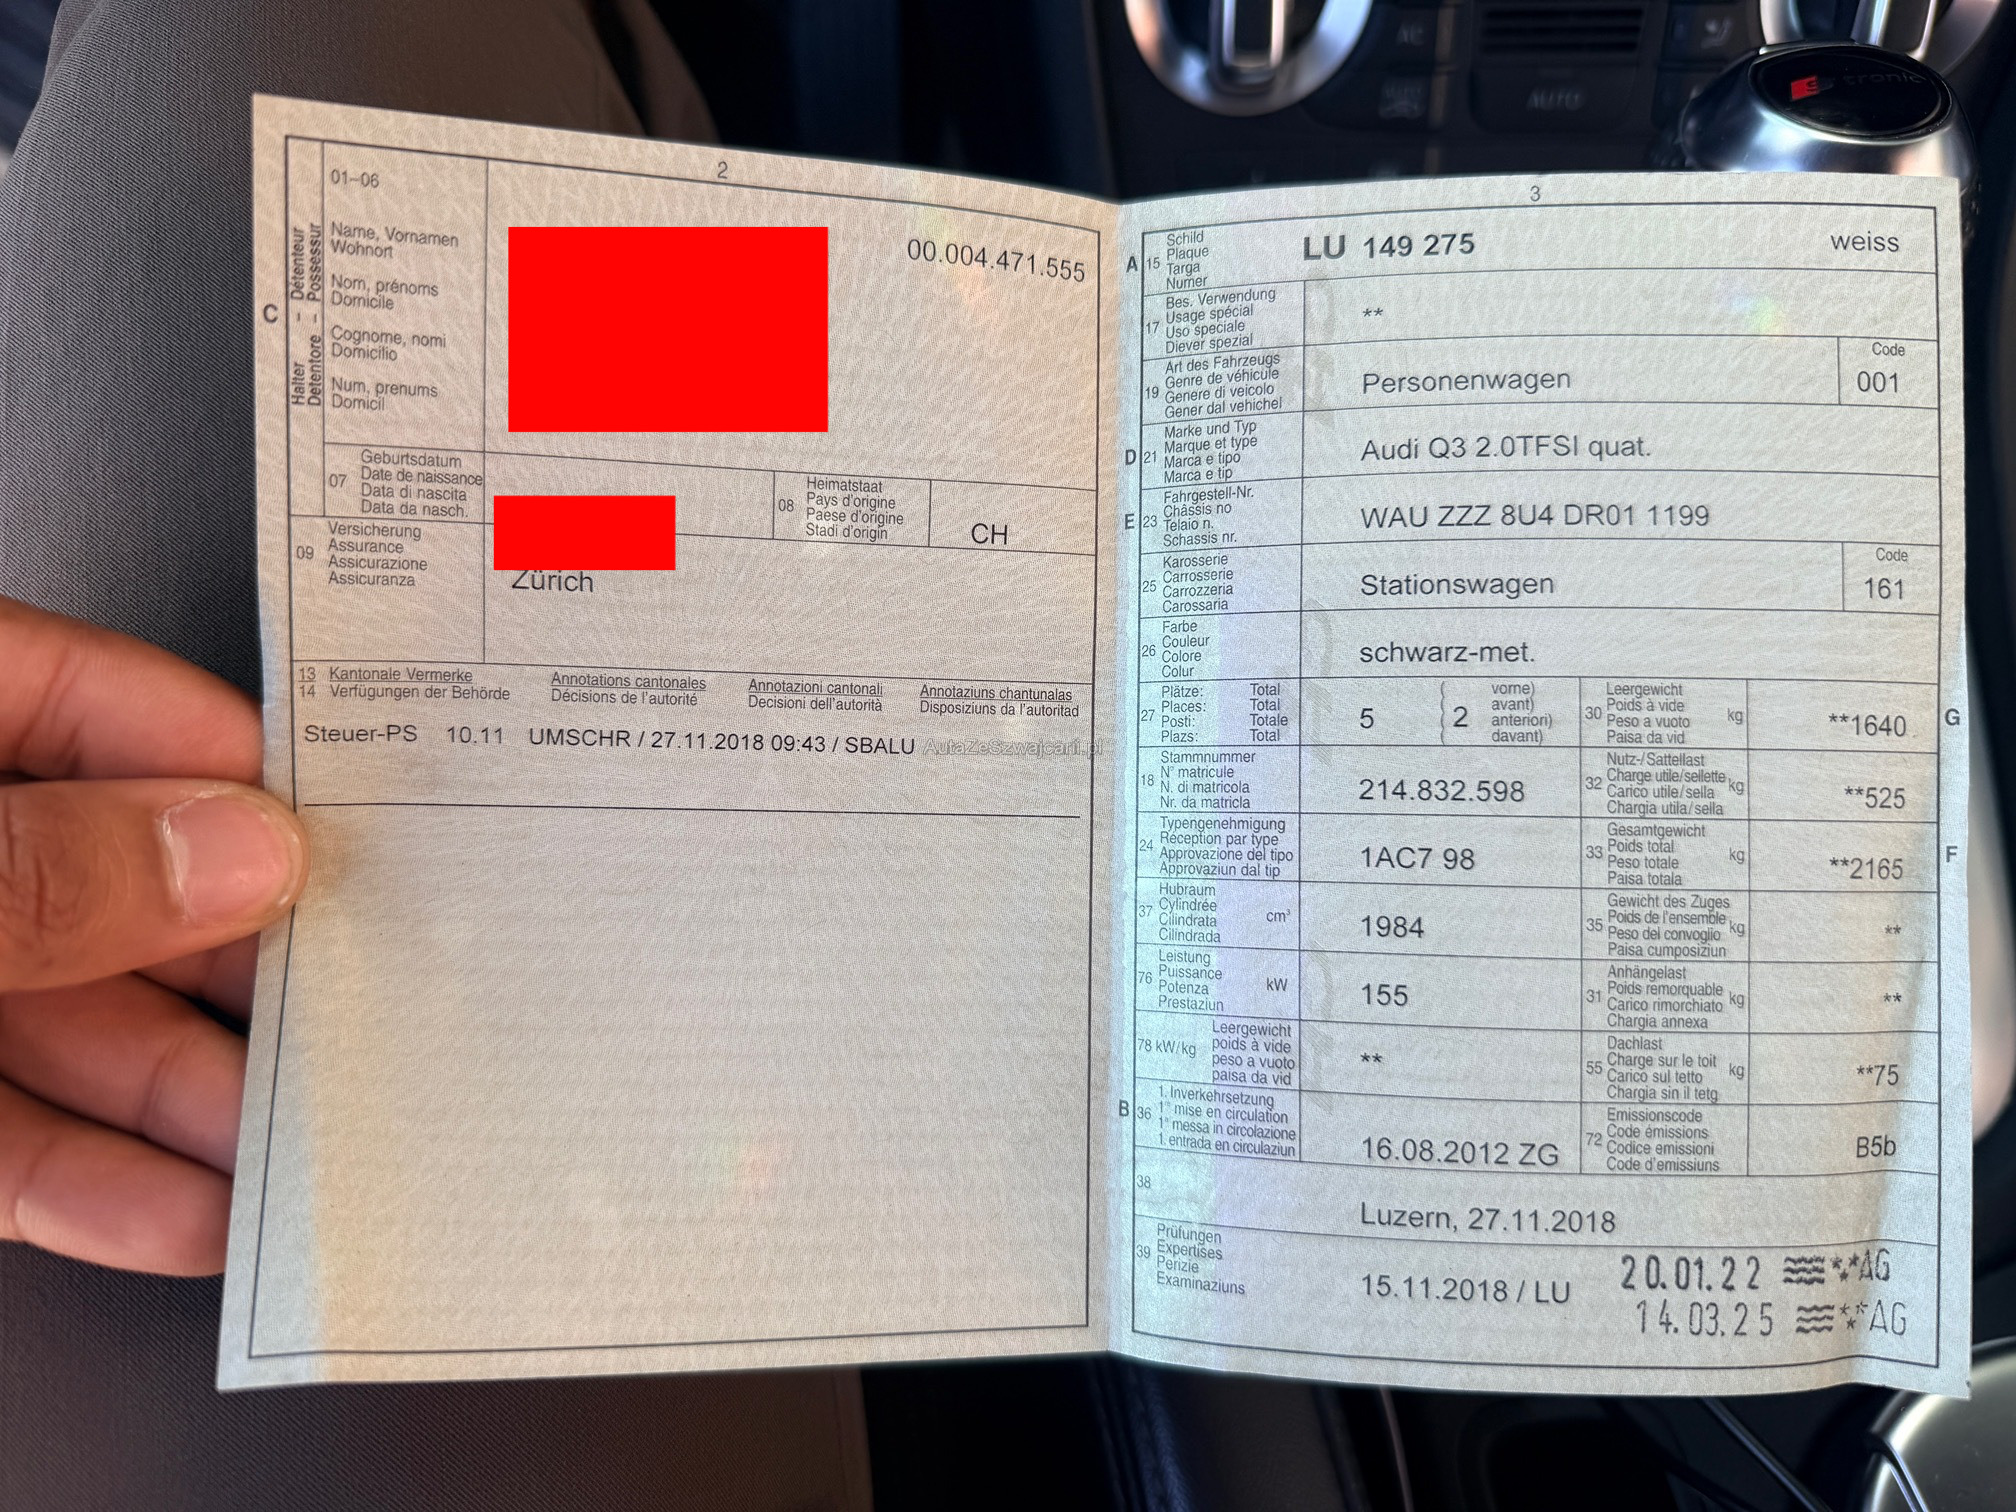 2
01–06
C
Halter – Détenteur
Detentore – Possessur
Name, Vornamen
Wohnort
Nom, prénoms
Domicile
Cognome, nomi
Domicilio
Num, prenums
Domicil
00.004.471.555
07
Geburtsdatum
Date de naissance
Data di nascita
Data da nasch.
08
Heimatstaat
Pays d'origine
Paese d'origine
Stadi d'origin
CH
09
Versicherung
Assurance
Assicurazione
Assicuranza
Zürich
13 Kantonale Vermerke Annotations cantonales Annotazioni cantonali Annotaziuns chantunalas
14 Verfügungen der Behörde Décisions de l'autorité Decisioni dell'autorità Disposiziuns da l'autoritad
Steuer-PS 10.11 UMSCHR / 27.11.2018 09:43 / SBALU
AutaZeSzwajcarii.pl
3
A 15
Schild
Plaque
Targa
Numer
LU 149 275 weiss
17
Bes. Verwendung
Usage spécial
Uso speciale
Diever spezial
**
19
Art des Fahrzeugs
Genre de véhicule
Genere di veicolo
Gener dal vehichel
Personenwagen
Code
001
D 21
Marke und Typ
Marque et type
Marca e tipo
Marca e tip
Audi Q3 2.0TFSI quat.
E 23
Fahrgestell-Nr.
Châssis no
Telaio n.
Schassis nr.
WAU ZZZ 8U4 DR01 1199
25
Karosserie
Carrosserie
Carrozzeria
Carossaria
Stationswagen
Code
161
26
Farbe
Couleur
Colore
Colur
schwarz-met.
27
Plätze: Total
Places: Total
Posti: Totale
Plazs: Total
5
2
vorne)
avant)
anteriori)
davant)
30
Leergewicht
Poids à vide
Peso a vuoto
Paisa da vid
kg
**1640
G
18
Stammnummer
N° matricule
N. di matricola
Nr. da matricla
214.832.598
32
Nutz-/Sattellast
Charge utile/sellette
Carico utile/sella
Chargia utila/sella
kg
**525
24
Typengenehmigung
Réception par type
Approvazione del tipo
Approvaziun dal tip
1AC7 98
33
Gesamtgewicht
Poids total
Peso totale
Paisa totala
kg
**2165
F
37
Hubraum
Cylindrée
Cilindrata
Cilindrada
cm³
1984
35
Gewicht des Zuges
Poids de l'ensemble
Peso del convoglio
Paisa cumposiziun
kg
**
76
Leistung
Puissance
Potenza
Prestaziun
kW
155
31
Anhängelast
Poids remorquable
Carico rimorchiato
Chargia annexa
kg
**
78 kW/kg
Leergewicht
poids à vide
peso a vuoto
paisa da vid
**
55
Dachlast
Charge sur le toit
Carico sul tetto
Chargia sin il tetg
kg
**75
B 36
1. Inverkehrsetzung
1re mise en circulation
1a messa in circolazione
1. entrada en circulaziun
16.08.2012 ZG
72
Emissionscode
Code émissions
Codice emissioni
Code d'emissiuns
B5b
38
Luzern, 27.11.2018
39
Prüfungen
Expertises
Perizie
Examinaziuns
15.11.2018 / LU
20.01.22 AG
14.03.25 AG
S tronic
AUTO
AC